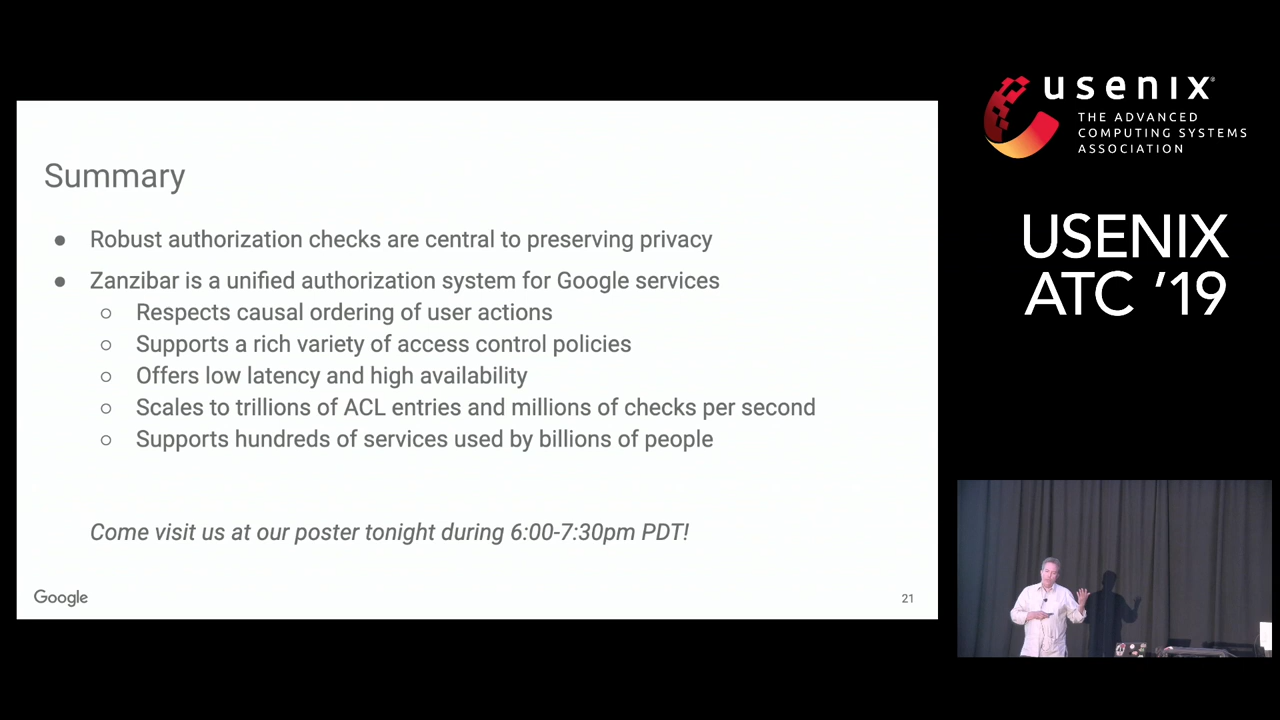 Summary
● Robust authorization checks are central to preserving privacy
● Zanzibar is a unified authorization system for Google services
○ Respects causal ordering of user actions
○ Supports a rich variety of access control policies
○ Offers low latency and high availability
○ Scales to trillions of ACL entries and millions of checks per second
○ Supports hundreds of services used by billions of people
Come visit us at our poster tonight during 6:00-7:30pm PDT!
Google
21
usenix®
THE ADVANCED
COMPUTING SYSTEMS
ASSOCIATION
USENIX
ATC ’19